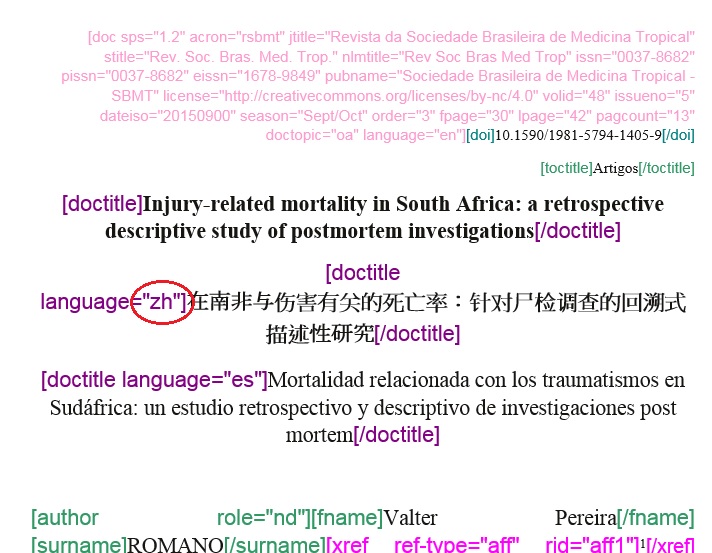 [doc sps="1.2" acron="rsbmt" jtitle="Revista da Sociedade Brasileira de Medicina Tropical"
stitle="Rev. Soc. Bras. Med. Trop." nlmtitle="Rev Soc Bras Med Trop" issn="0037-8682"
pissn="0037-8682" eissn="1678-9849" pubname="Sociedade Brasileira de Medicina Tropical -
SBMT" license="http://creativecommons.org/licenses/by-nc/4.0" volid="48" issueno="5"
dateiso="20150900" season="Sept/Oct" order="3" fpage="30" lpage="42" pagcount="13"
doctopic="oa" language="en"][doi]10.1590/1981-5794-1405-9[/doi]
[toctitle]Artigos[/toctitle]
[doctitle]Injury-related mortality in South Africa: a retrospective
descriptive study of postmortem investigations[/doctitle]
[doctitle
language="zh"]在南非与伤害有关的死亡率：针对尸检调查的回溯式
描述性研究[/doctitle]
[doctitle language="es"]Mortalidad relacionada con los traumatismos en
Sudáfrica: un estudio retrospectivo y descriptivo de investigaciones post
mortem[/doctitle]
[author role="nd"][fname]Valter Pereira[/fname]
[surname]ROMANO[/surname][xref ref-type="aff" rid="aff1"]1[/xref]